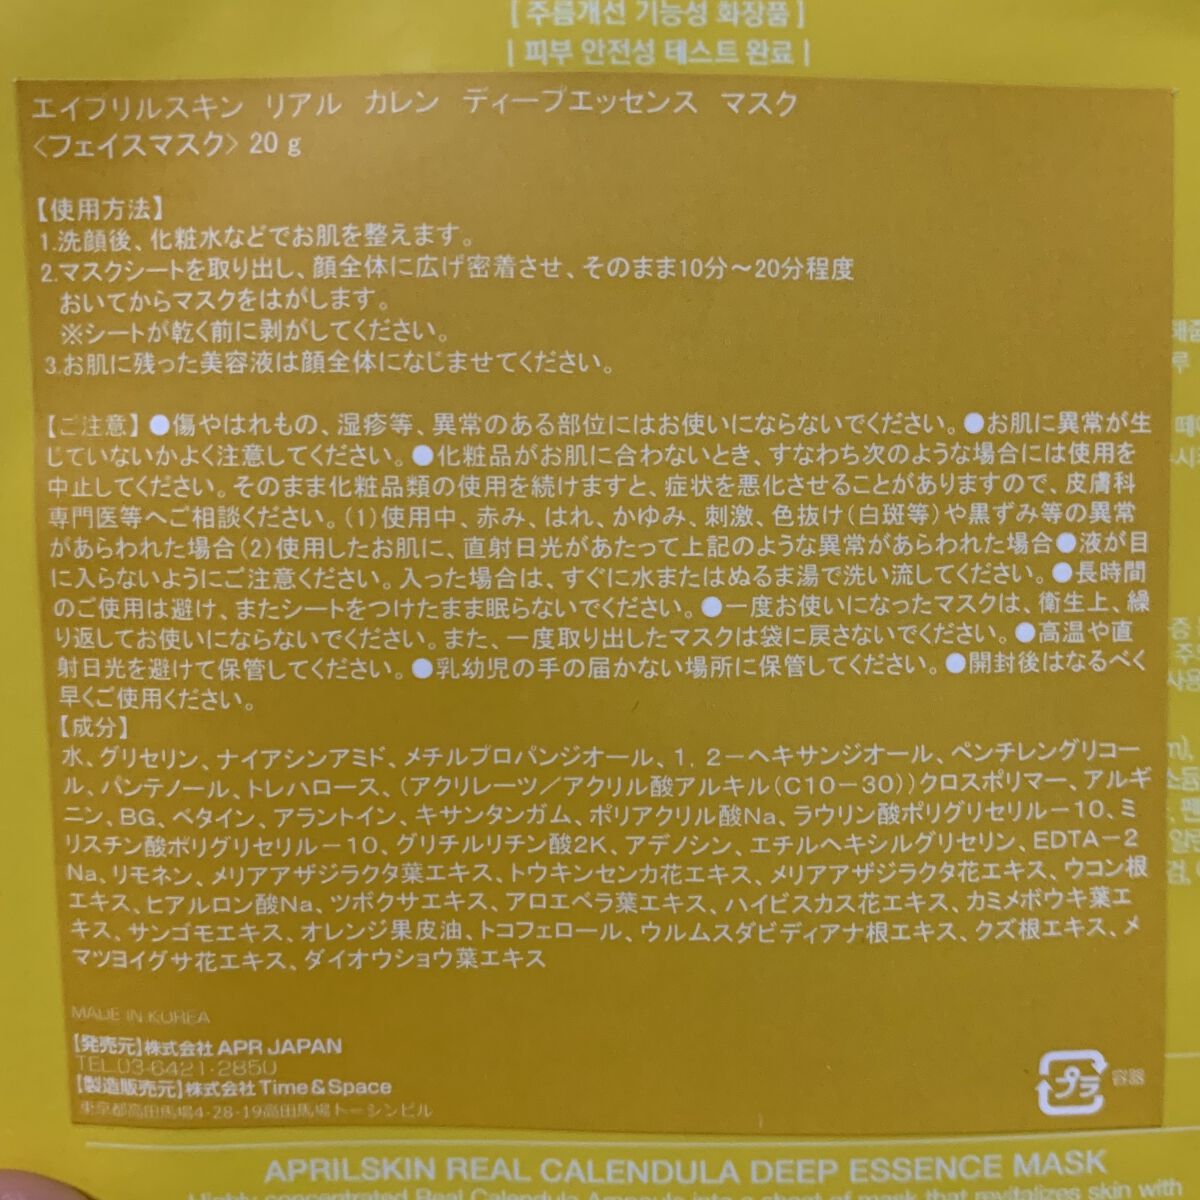 [ 주름개선 기능성 화장품 ]
| 피부 안전성 테스트 완료 |
エイプリルスキン リアル カレン ディープエッセンス マスク
<フェイスマスク> 20 g
【使用方法】
1.洗顔後、化粧水などでお肌を整えます。
2.マスクシートを取り出し、顔全体に広げ密着させ、そのまま10分～20分程度
おいてからマスクをはがします。
※シートが乾く前に剥がしてください。
3.お肌に残った美容液は顔全体になじませてください。
【ご注意】●傷やはれもの、湿疹等、異常のある部位にはお使いにならないでください。●お肌に異常が生
じていないかよく注意してください。●化粧品がお肌に合わないとき、すなわち次のような場合には使用を
中止してください。そのまま化粧品類の使用を続けますと、症状を悪化させることがありますので、皮膚科
専門医等へご相談ください。(1)使用中、赤み、はれ、かゆみ、刺激、色抜け(白斑等)や黒ずみ等の異常
があらわれた場合(2)使用したお肌に、直射日光があたって上記のような異常があらわれた場合●液が目
に入らないようにご注意ください。入った場合は、すぐに水またはぬるま湯で洗い流してください。●長時間
のご使用は避け、またシートをつけたまま眠らないでください。●一度お使いになったマスクは、衛生上、繰
り返してお使いにならないでください。また、一度取り出したマスクは袋に戻さないでください。●高温や直
射日光を避けて保管してください。●乳幼児の手の届かない場所に保管してください。●開封後はなるべく
早くご使用ください。
【成分】
水、グリセリン、ナイアシンアミド、メチルプロパンジオール、1,2-ヘキサンジオール、ペンチレングリコー
ル、パンテノール、トレハロース、(アクリレーツ/アクリル酸アルキル(C10-30))クロスポリマー、アルギ
ニン、BG、ベタイン、アラントイン、キサンタンガム、ポリアクリル酸Na、ラウリン酸ポリグリセリル-10、ミ
リスチン酸ポリグリセリル-10、グリチルリチン酸2K、アデノシン、エチルヘキシルグリセリン、EDTA-2
Na、リモネン、メリアアザジラクタ葉エキス、トウキンセンカ花エキス、メリアアザジラクタ花エキス、ウコン根
エキス、ヒアルロン酸Na、ツボクサエキス、アロエベラ葉エキス、ハイビスカス花エキス、カミメボウキ葉エ
キス、サンゴモエキス、オレンジ果皮油、トコフェロール、ウルムスダビディアナ根エキス、クズ根エキス、メ
マツヨイグサ花エキス、ダイオウショウ葉エキス
MADE IN KOREA
【発売元】株式会社 APR JAPAN
TEL.03-6421-2850
【製造販売元】株式会社 Time & Space
東京都高田馬場4-28-19高田馬場トーシンビル
プラ
容器
APRILSKIN REAL CALENDULA DEEP ESSENCE MASK
Highly concentrated Real Calendula Ampoule into a sheet of mask that revitalizes skin with